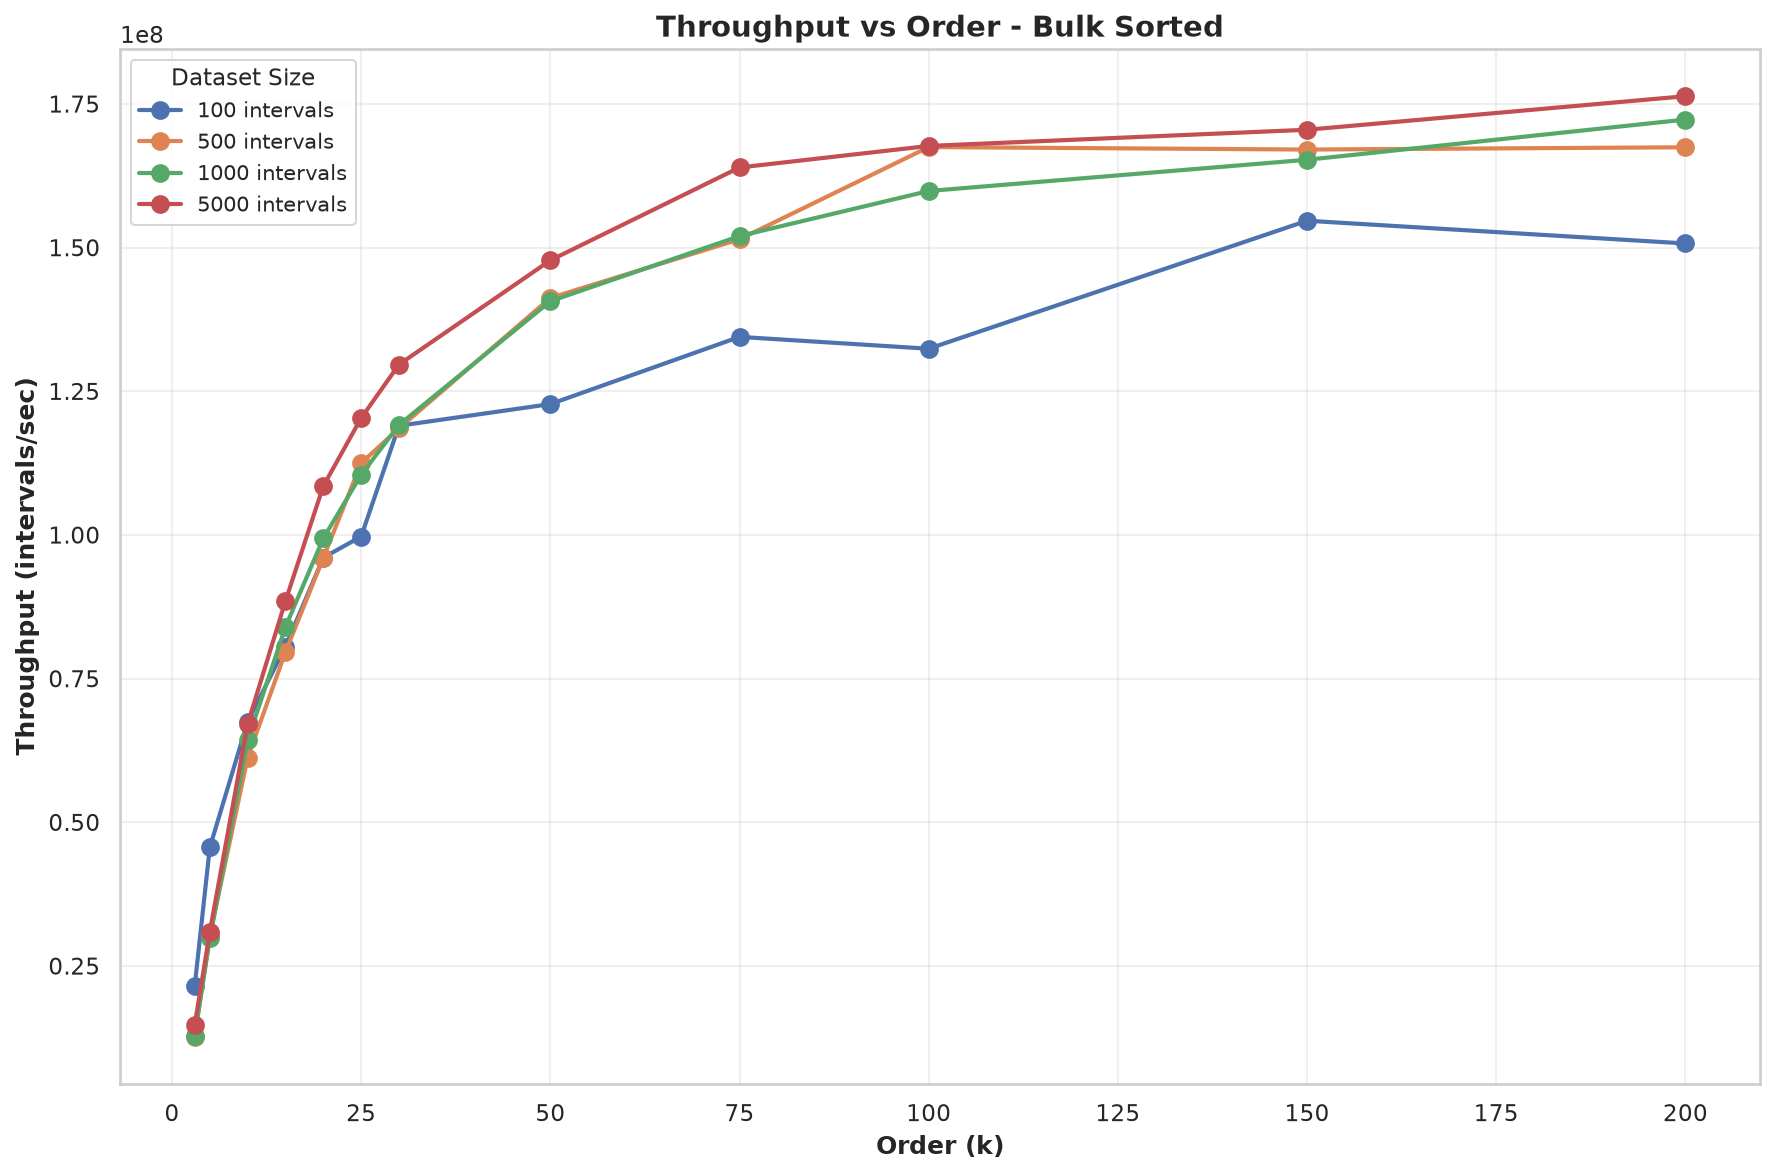 Throughput vs Order - Bulk Sorted
1e8
Dataset Size
100 intervals
500 intervals
1000 intervals
5000 intervals
1.75
1.50
1.25
1.00
0.75
0.50
0.25
Throughput (intervals/sec)
0 25 50 75 100 125 150 175 200
Order (k)